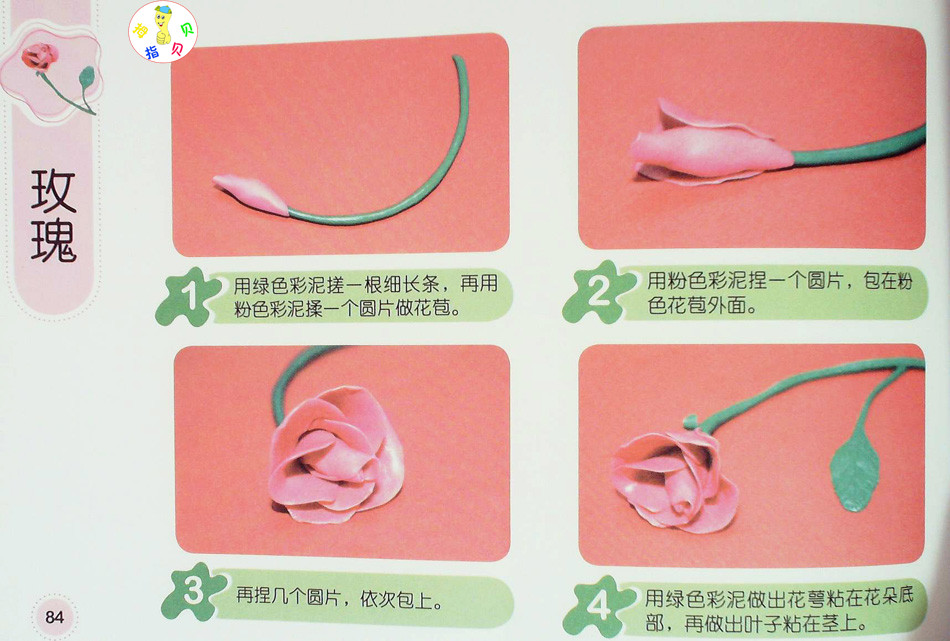 指贝贝
玫
瑰
1
用绿色彩泥搓一根细长条，再用
粉色彩泥揉一个圆片做花苞。
2
用粉色彩泥捏一个圆片，包在粉
色花苞外面。
3
再捏几个圆片，依次包上。
4
用绿色彩泥做出花萼粘在花朵底
部，再做出叶子粘在茎上。
84